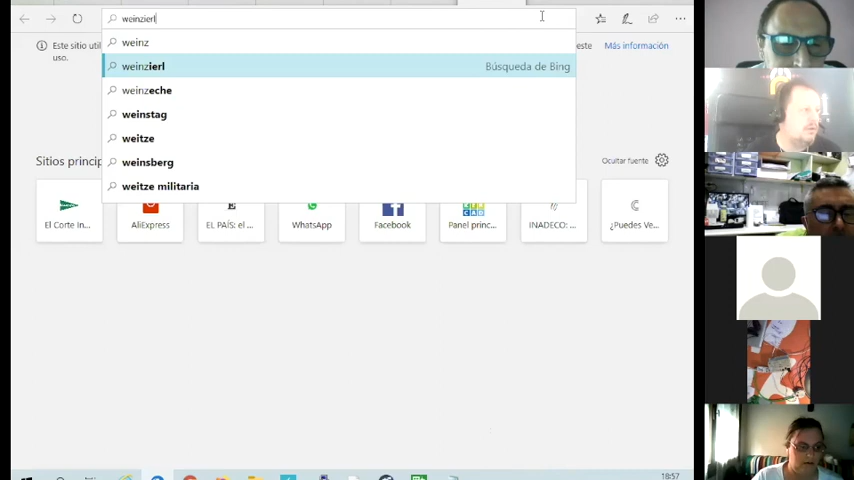 weinzierl
weinz
weinzierl Búsqueda de Bing
weinzeche
weinstag
weitze
weinsberg
weitze militaria
Este sitio util este Más información
uso.
Sitios princip Ocultar fuente
El Corte In... AliExpress EL PAÍS: el ... WhatsApp Facebook Panel princ... INADECO: ... ¿Puedes Ve...
18:57